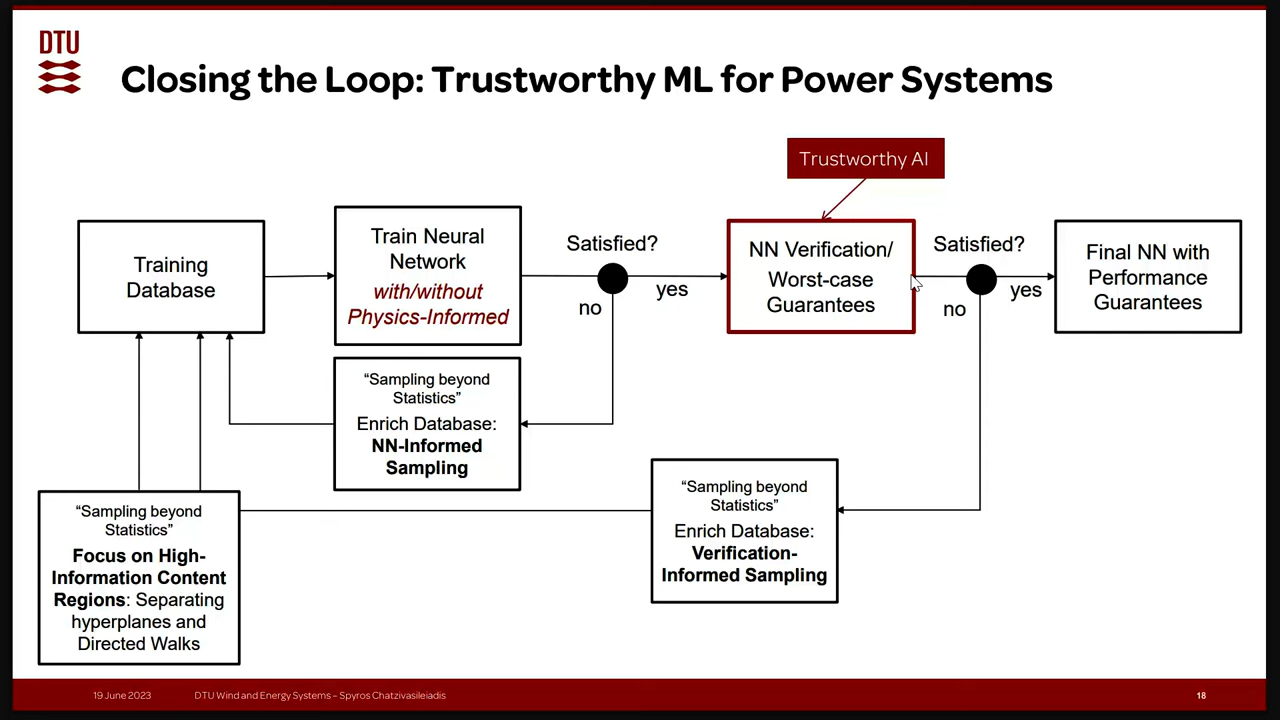 DTU
Closing the Loop: Trustworthy ML for Power Systems
Trustworthy AI
Training
Database
Train Neural
Network
with/without
Physics-Informed
Satisfied?
no
yes
NN Verification/
Worst-case
Guarantees
Satisfied?
no
yes
Final NN with
Performance
Guarantees
“Sampling beyond
Statistics”
Enrich Database:
NN-Informed
Sampling
“Sampling beyond
Statistics”
Enrich Database:
Verification-
Informed Sampling
“Sampling beyond
Statistics”
Focus on High-
Information Content
Regions: Separating
hyperplanes and
Directed Walks
19 June 2023
DTU Wind and Energy Systems – Spyros Chatzivasileiadis
18